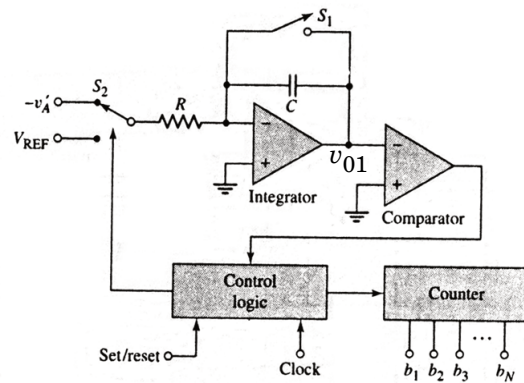 S1
S2
R
C
−v′A
VREF
−
+
v01
−
+
Integrator
Comparator
Control
logic
Counter
Set/reset
Clock
b1 b2 b3 ... bN